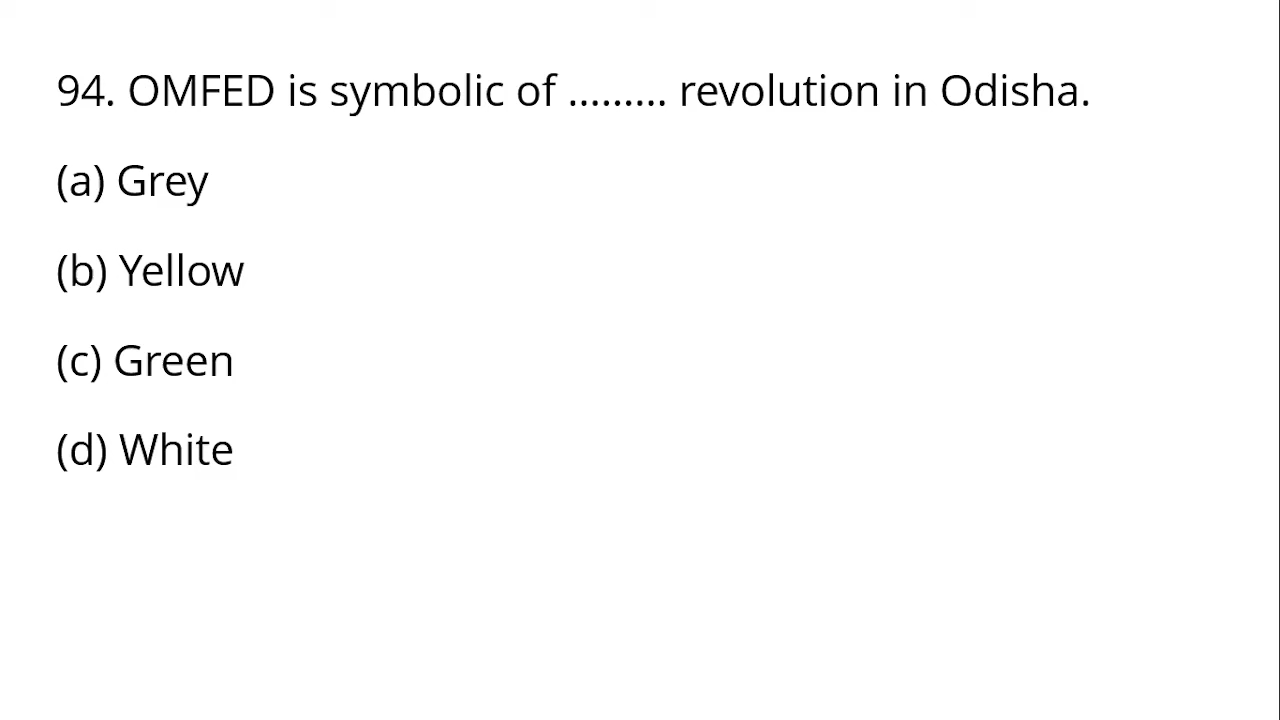 94. OMFED is symbolic of ......... revolution in Odisha.
(a) Grey
(b) Yellow
(c) Green
(d) White